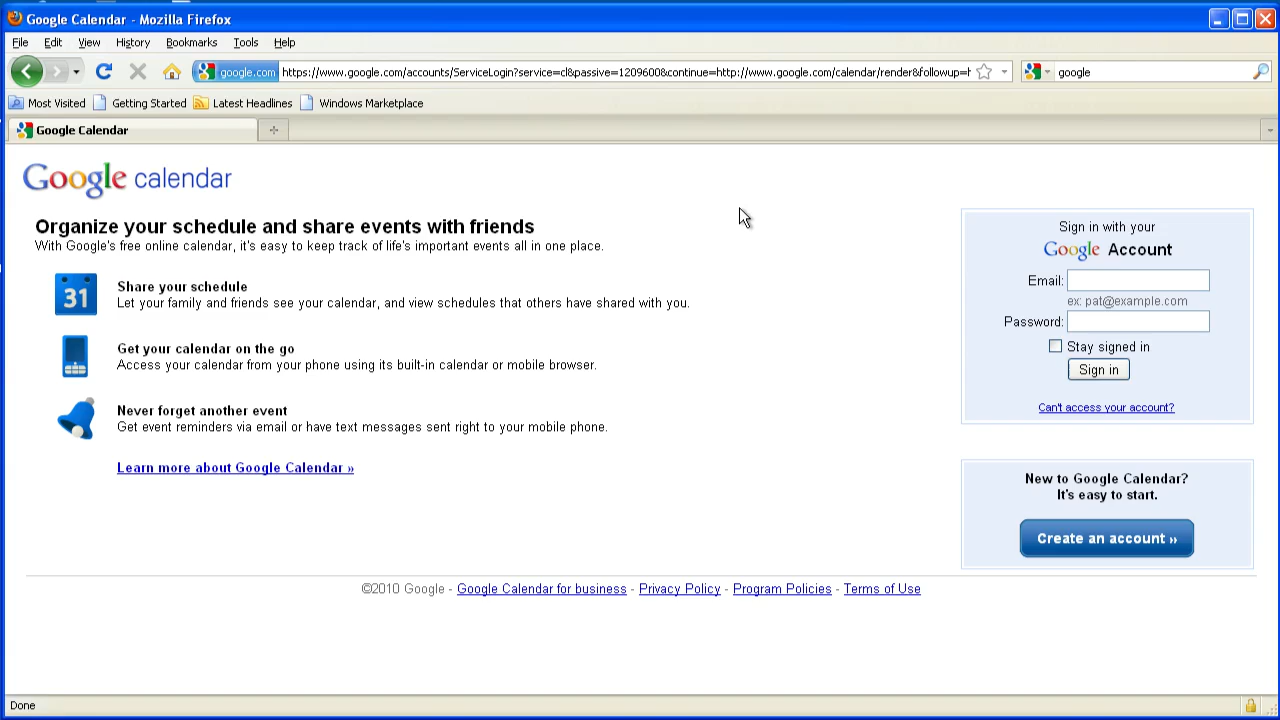 Google Calendar - Mozilla Firefox
File Edit View History Bookmarks Tools Help
google.com https://www.google.com/accounts/ServiceLogin?service=cl&passive=1209600&continue=http://www.google.com/calendar/render&followup=h google
Most Visited Getting Started Latest Headlines Windows Marketplace
Google Calendar
Google calendar
Organize your schedule and share events with friends
With Google's free online calendar, it's easy to keep track of life's important events all in one place.
31
Share your schedule
Let your family and friends see your calendar, and view schedules that others have shared with you.
Get your calendar on the go
Access your calendar from your phone using its built-in calendar or mobile browser.
Never forget another event
Get event reminders via email or have text messages sent right to your mobile phone.
Learn more about Google Calendar »
Sign in with your
Google Account
Email:
ex: pat@example.com
Password:
Stay signed in
Sign in
Can't access your account?
New to Google Calendar?
It's easy to start.
Create an account »
©2010 Google - Google Calendar for business - Privacy Policy - Program Policies - Terms of Use
Done